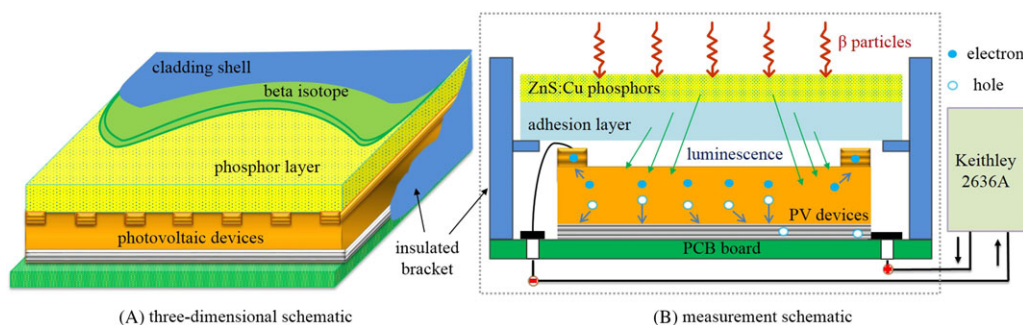 cladding shell
beta isotope
phosphor layer
photovoltaic devices
insulated
bracket
(A) three-dimensional schematic
β particles
electron
hole
ZnS:Cu phosphors
adhesion layer
luminescence
PV devices
PCB board
Keithley
2636A
(B) measurement schematic